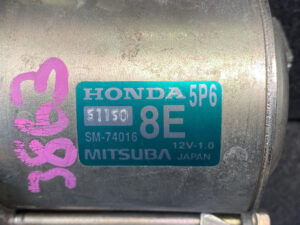 3863
HONDA 5P6
51150 8E
SM-74016
12V-1.0
MITSUBA JAPAN